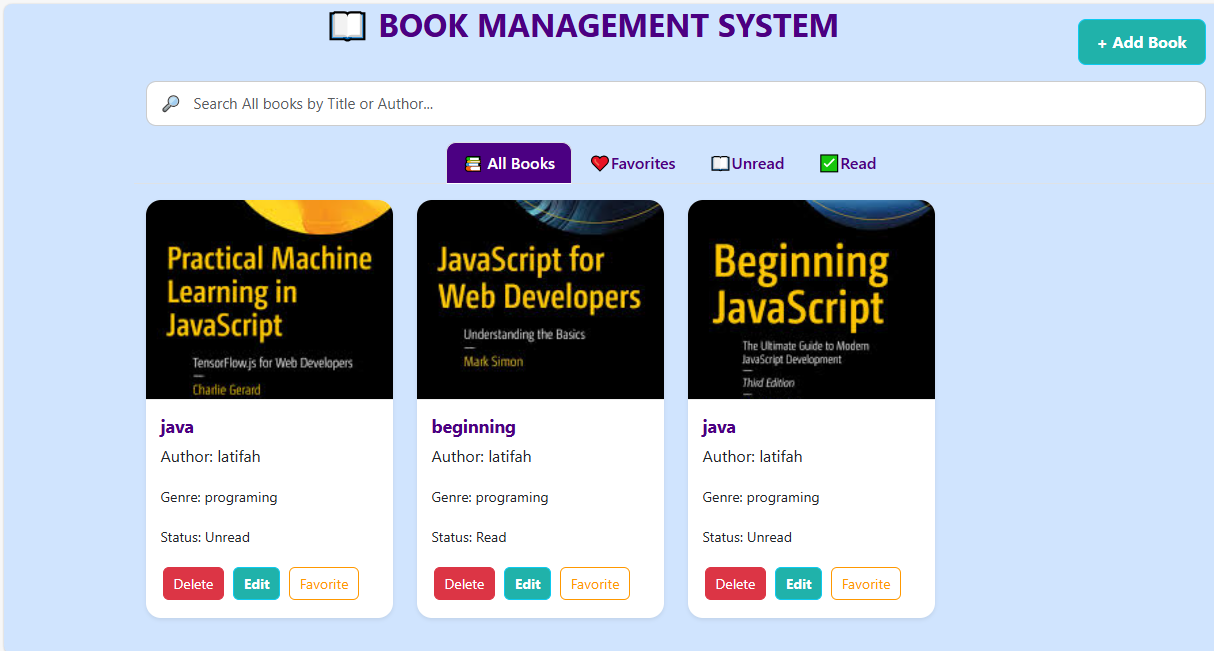 BOOK MANAGEMENT SYSTEM
+ Add Book
Search All books by Title or Author...
All Books
Favorites
Unread
Read
Practical Machine
Learning in
JavaScript
TensorFlow.js for Web Developers
Charlie Gerard
java
Author: latifah
Genre: programing
Status: Unread
Delete
Edit
Favorite
JavaScript for
Web Developers
Understanding the Basics
Mark Simon
beginning
Author: latifah
Genre: programing
Status: Read
Delete
Edit
Favorite
Beginning
JavaScript
The Ultimate Guide to Modern
JavaScript Development
Third Edition
java
Author: latifah
Genre: programing
Status: Unread
Delete
Edit
Favorite